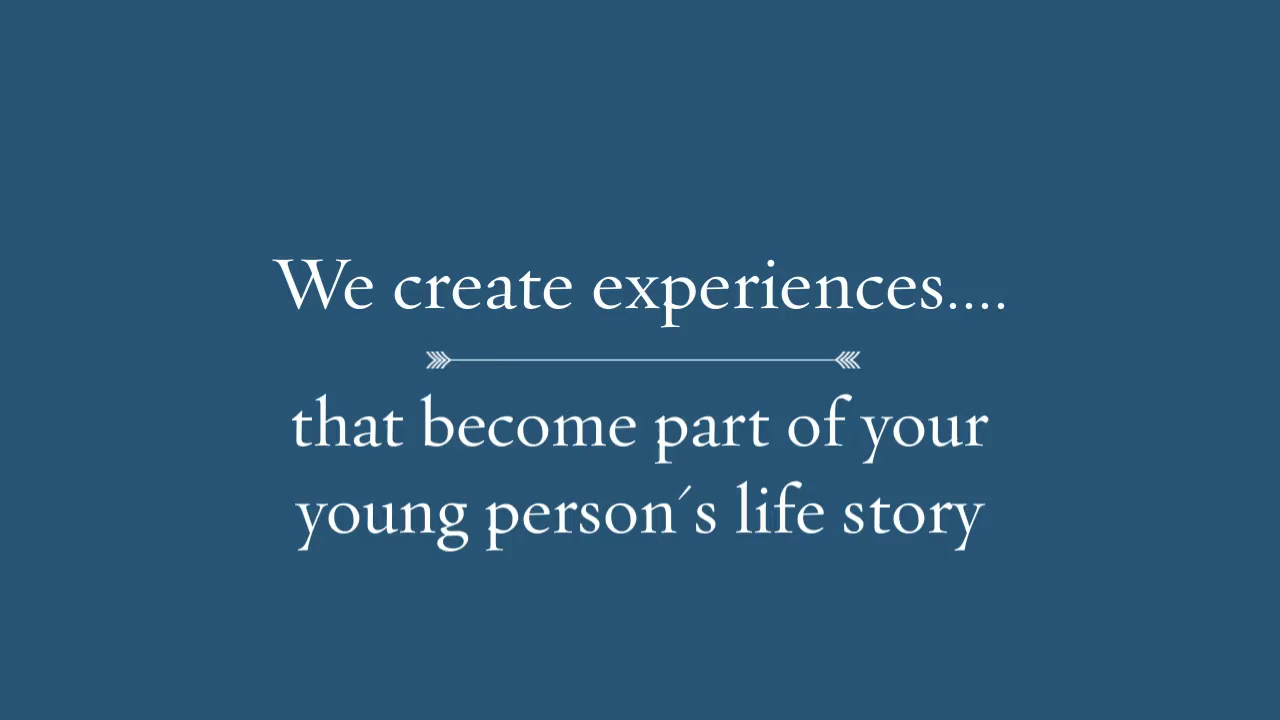 We create experiences....
that become part of your
young person´s life story